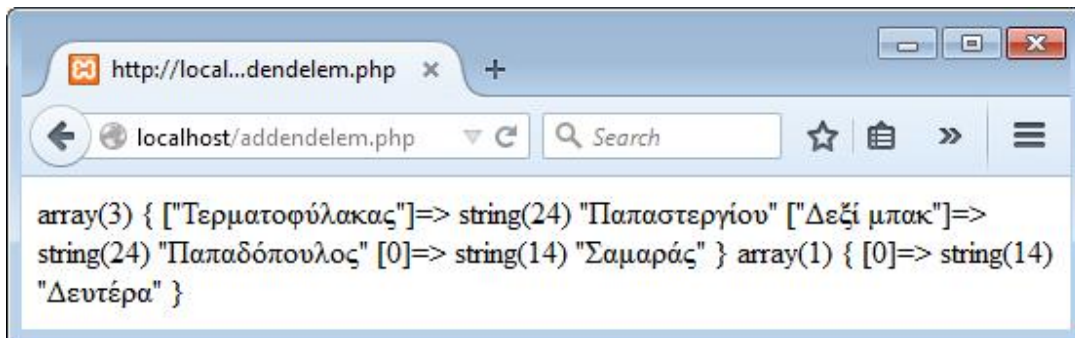 http://local...dendelem.php
localhost/addendelem.php
Search
array(3) { ["Τερματοφύλακας"]=> string(24) "Παπαστεργίου" ["Δεξί μπακ"]=>
string(24) "Παπαδόπουλος" [0]=> string(14) "Σαμαράς" } array(1) { [0]=> string(14)
"Δευτέρα" }